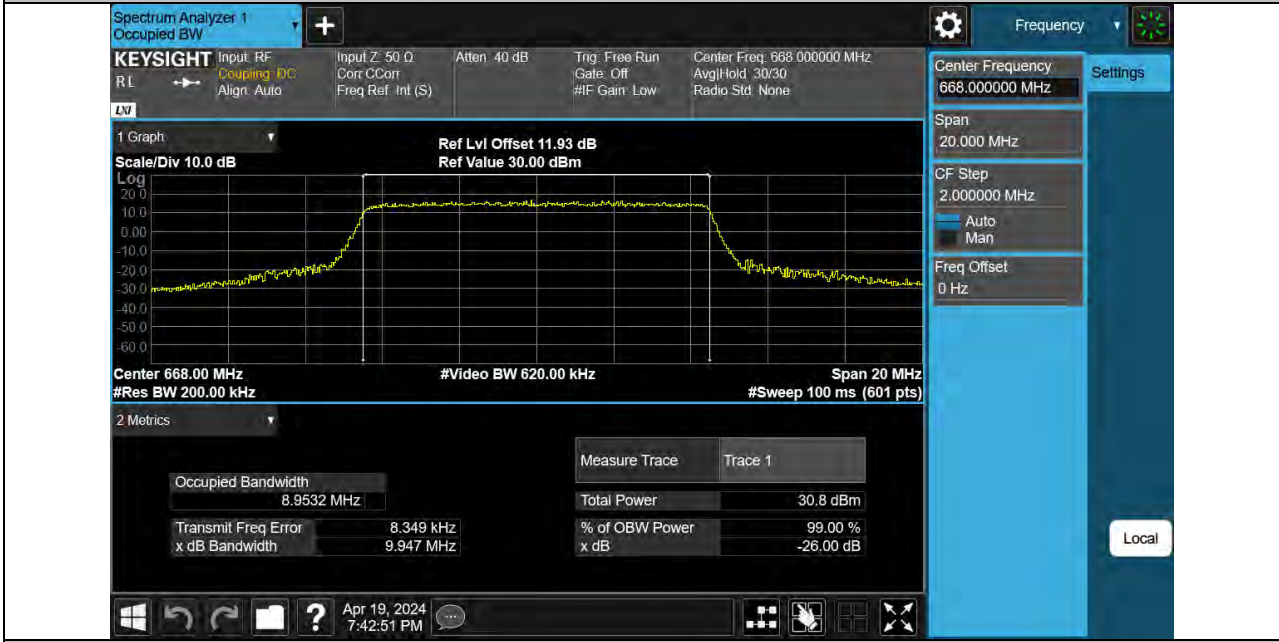 Spectrum Analyzer 1
Occupied BW
+
Frequency
KEYSIGHT Input: RF Input Z: 50 Ω Atten: 40 dB Trig: Free Run Center Freq: 668.000000 MHz
RL Coupling: DC Corr CCorr Gate: Off Avg|Hold: 30/30
Align: Auto Freq Ref: Int (S) #IF Gain: Low Radio Std: None
LXI
Center Frequency
668.000000 MHz
Settings
Span
20.000 MHz
CF Step
2.000000 MHz
Auto
Man
Freq Offset
0 Hz
1 Graph
Ref Lvl Offset 11.93 dB
Scale/Div 10.0 dB Ref Value 30.00 dBm
Log
20.0
10.0
0.00
-10.0
-20.0
-30.0
-40.0
-50.0
-60.0
Center 668.00 MHz #Video BW 620.00 kHz Span 20 MHz
#Res BW 200.00 kHz #Sweep 100 ms (601 pts)
2 Metrics
Measure Trace Trace 1
Occupied Bandwidth
8.9532 MHz
Total Power 30.8 dBm
Transmit Freq Error 8.349 kHz % of OBW Power 99.00 %
x dB Bandwidth 9.947 MHz x dB -26.00 dB
Local
? Apr 19, 2024
7:42:51 PM